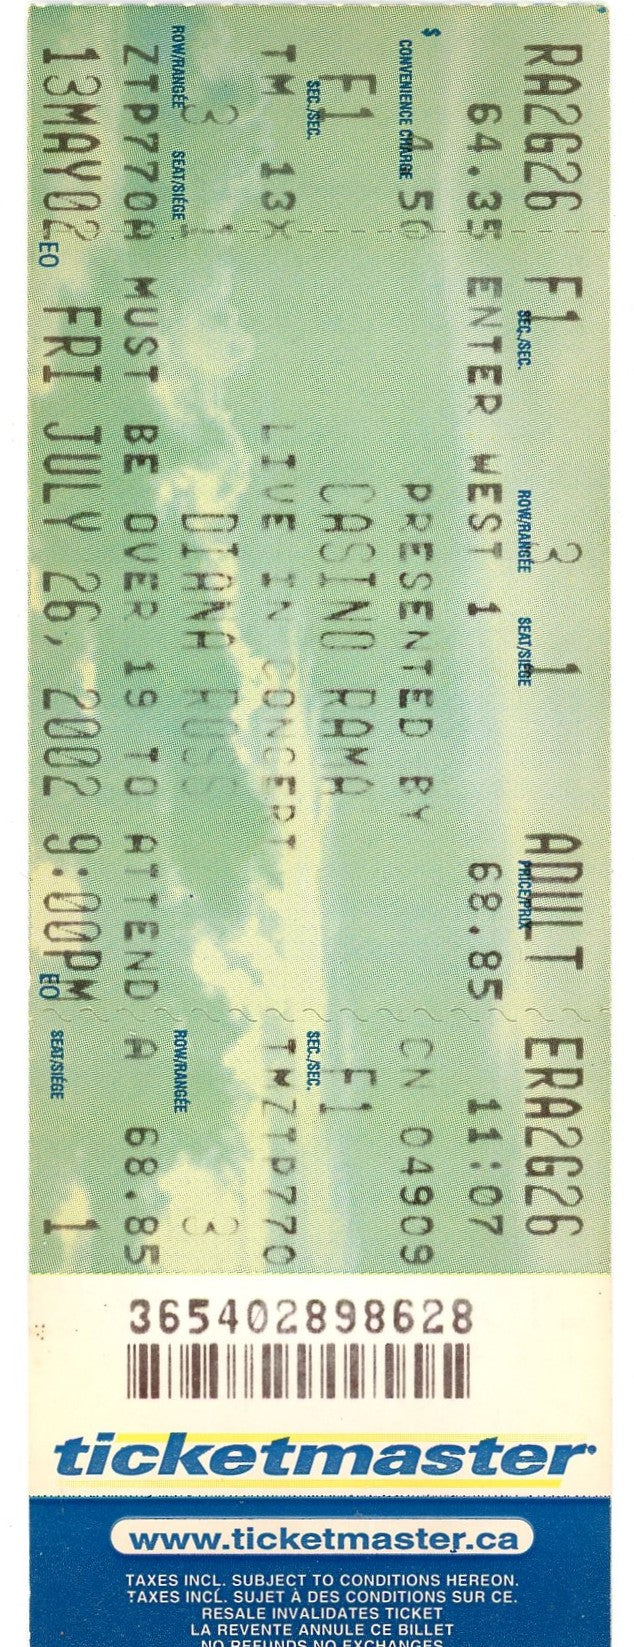 RA2G26 F1 3 1 ADULT ERA2G26
SEC./SEC. ROW/RANGÉE SEAT/SIÈGE PRICE/PRIX
64.35 ENTER WEST 1 68.85 11:07
$
CONVENIENCE CHARGE
4.50 PRESENTED BY CN 04909
F1 CASINO RAMA F1
SEC./SEC. SEC./SEC.
TM 13X LIVE IN CONCERT TMZTP770
3 DIANA ROSS 3
ROW/RANGÉE SEAT/SIÈGE ROW/RANGÉE
ZTP770A MUST BE OVER 19 TO ATTEND A 68.85
13MAY02 FRI JULY 26, 2002 9:00PM 1
EO EO SEAT/SIÈGE
365402898628
ticketmaster
www.ticketmaster.ca
TAXES INCL. SUBJECT TO CONDITIONS HEREON.
TAXES INCL. SUJET À DES CONDITIONS SUR CE.
RESALE INVALIDATES TICKET
LA REVENTE ANNULE CE BILLET
NO REFUNDS NO EXCHANGES